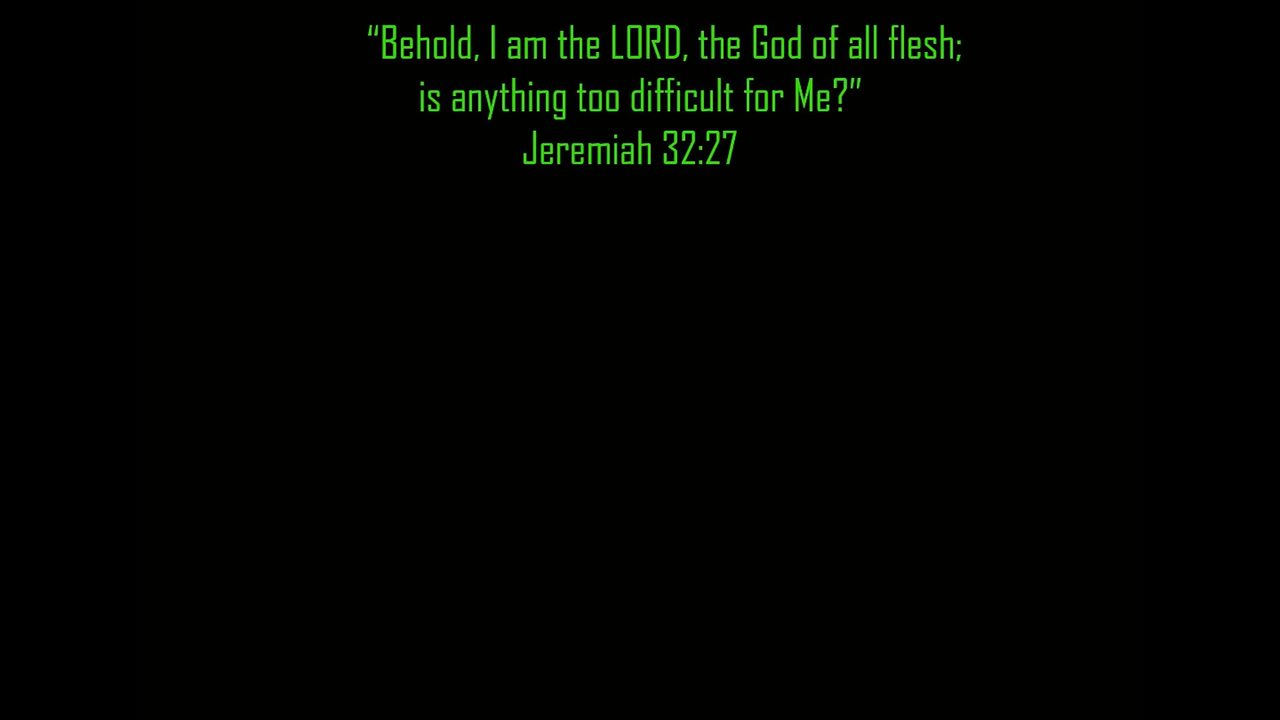 “Behold, I am the LORD, the God of all flesh;
is anything too difficult for Me?”
Jeremiah 32:27